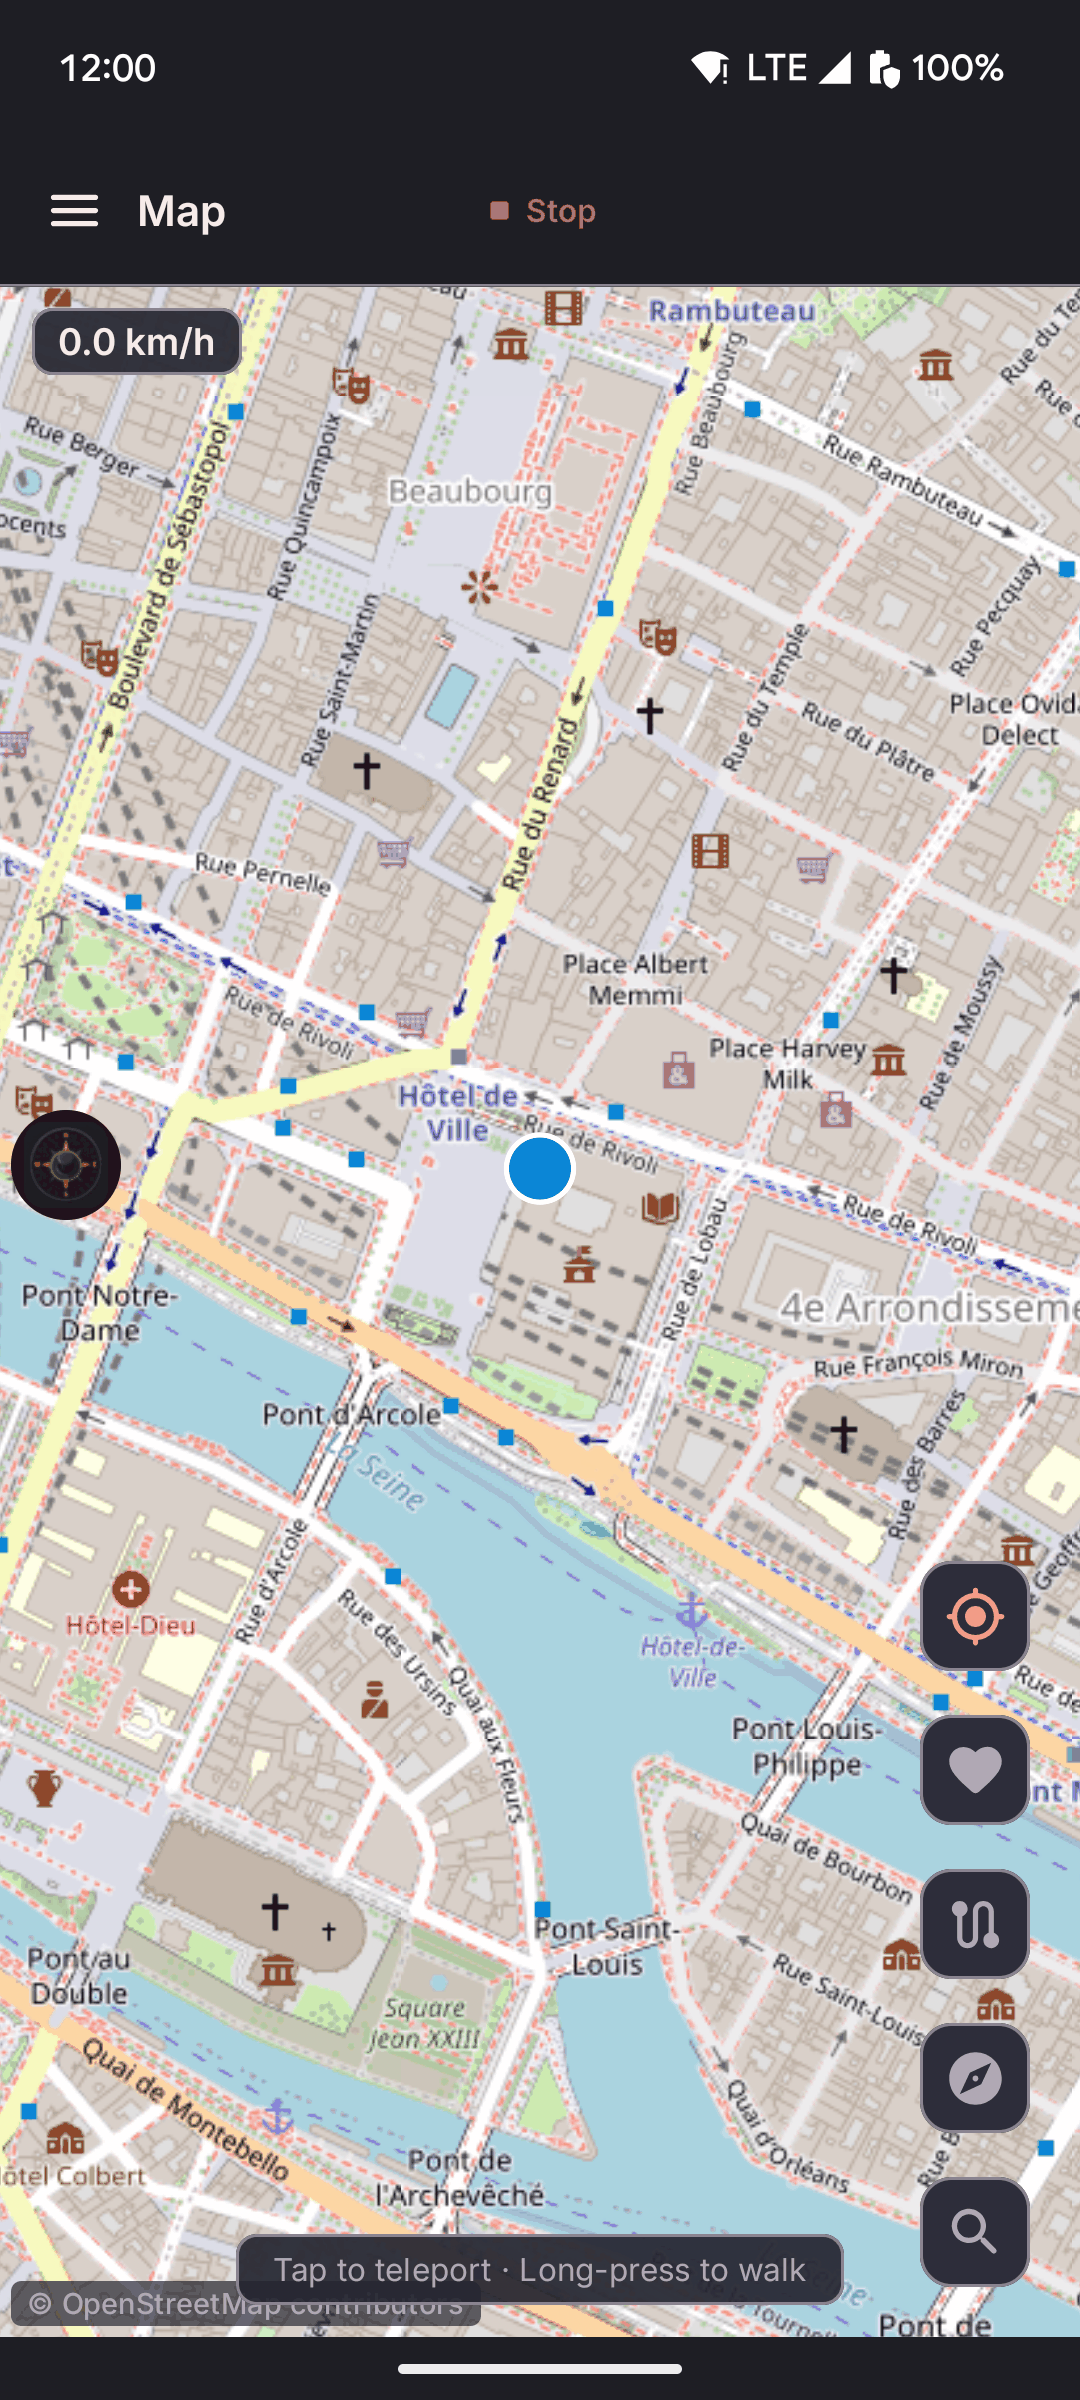 12:00
LTE
100%
Map
Stop
0.0 km/h
Rambuteau
Rue Berger
Rue Beaubourg
Rue Rambuteau
Boulevard de Sébastopol
Rue Quincampoix
Beaubourg
Rue Saint-Martin
Rue Pecquay
Place Ovida
Delect
Rue du Temple
Rue du Plâtre
Rue du Renard
Rue Pernelle
Place Albert
Memmi
Rue de Rivoli
Place Harvey
Milk
Rue de Moussy
Hôtel de
Ville
Rue de Rivoli
Rue de Lobau
Rue de Rivoli
4e Arrondisseme
Pont Notre-
Dame
Rue François Miron
Pont d'Arcole
La Seine
Rue des Barres
Rue d'Arcole
Hôtel-Dieu
Rue des Ursins
Quai aux Fleurs
Hôtel-de-
Ville
Pont Louis-
Philippe
Quai de Bourbon
Pont-Saint-
Louis
Rue Saint-Louis
Pont au
Double
Square
Jean XXIII
Quai de Montebello
Quai d'Orléans
Pont de
l'Archevêché
Tap to teleport · Long-press to walk
© OpenStreetMap contributors
Pont de